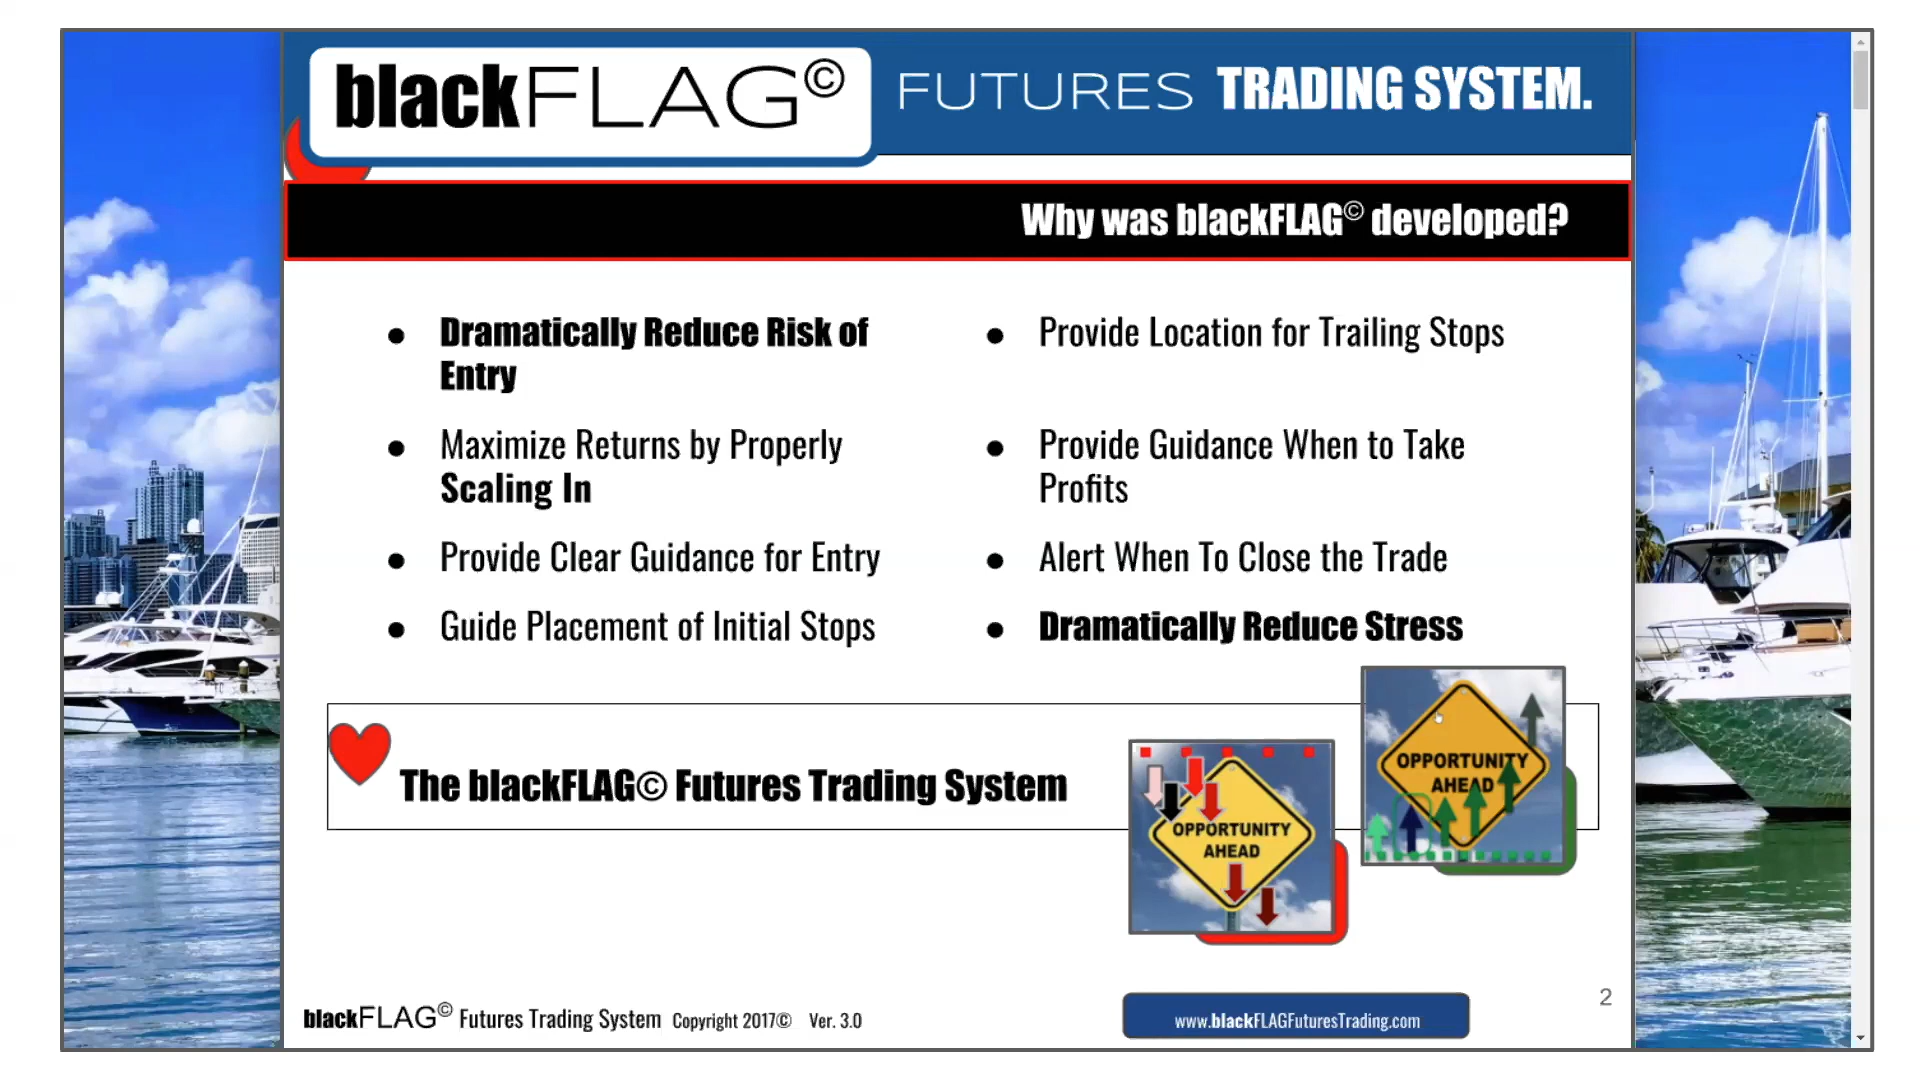 blackFLAG© FUTURES TRADING SYSTEM.
Why was blackFLAG© developed?
● Dramatically Reduce Risk of
Entry
● Maximize Returns by Properly
Scaling In
● Provide Clear Guidance for Entry
● Guide Placement of Initial Stops
● Provide Location for Trailing Stops
● Provide Guidance When to Take
Profits
● Alert When To Close the Trade
● Dramatically Reduce Stress
The blackFLAG© Futures Trading System
OPPORTUNITY
AHEAD
OPPORTUNITY
AHEAD
blackFLAG© Futures Trading System Copyright 2017© Ver. 3.0
www.blackFLAGFuturesTrading.com
2